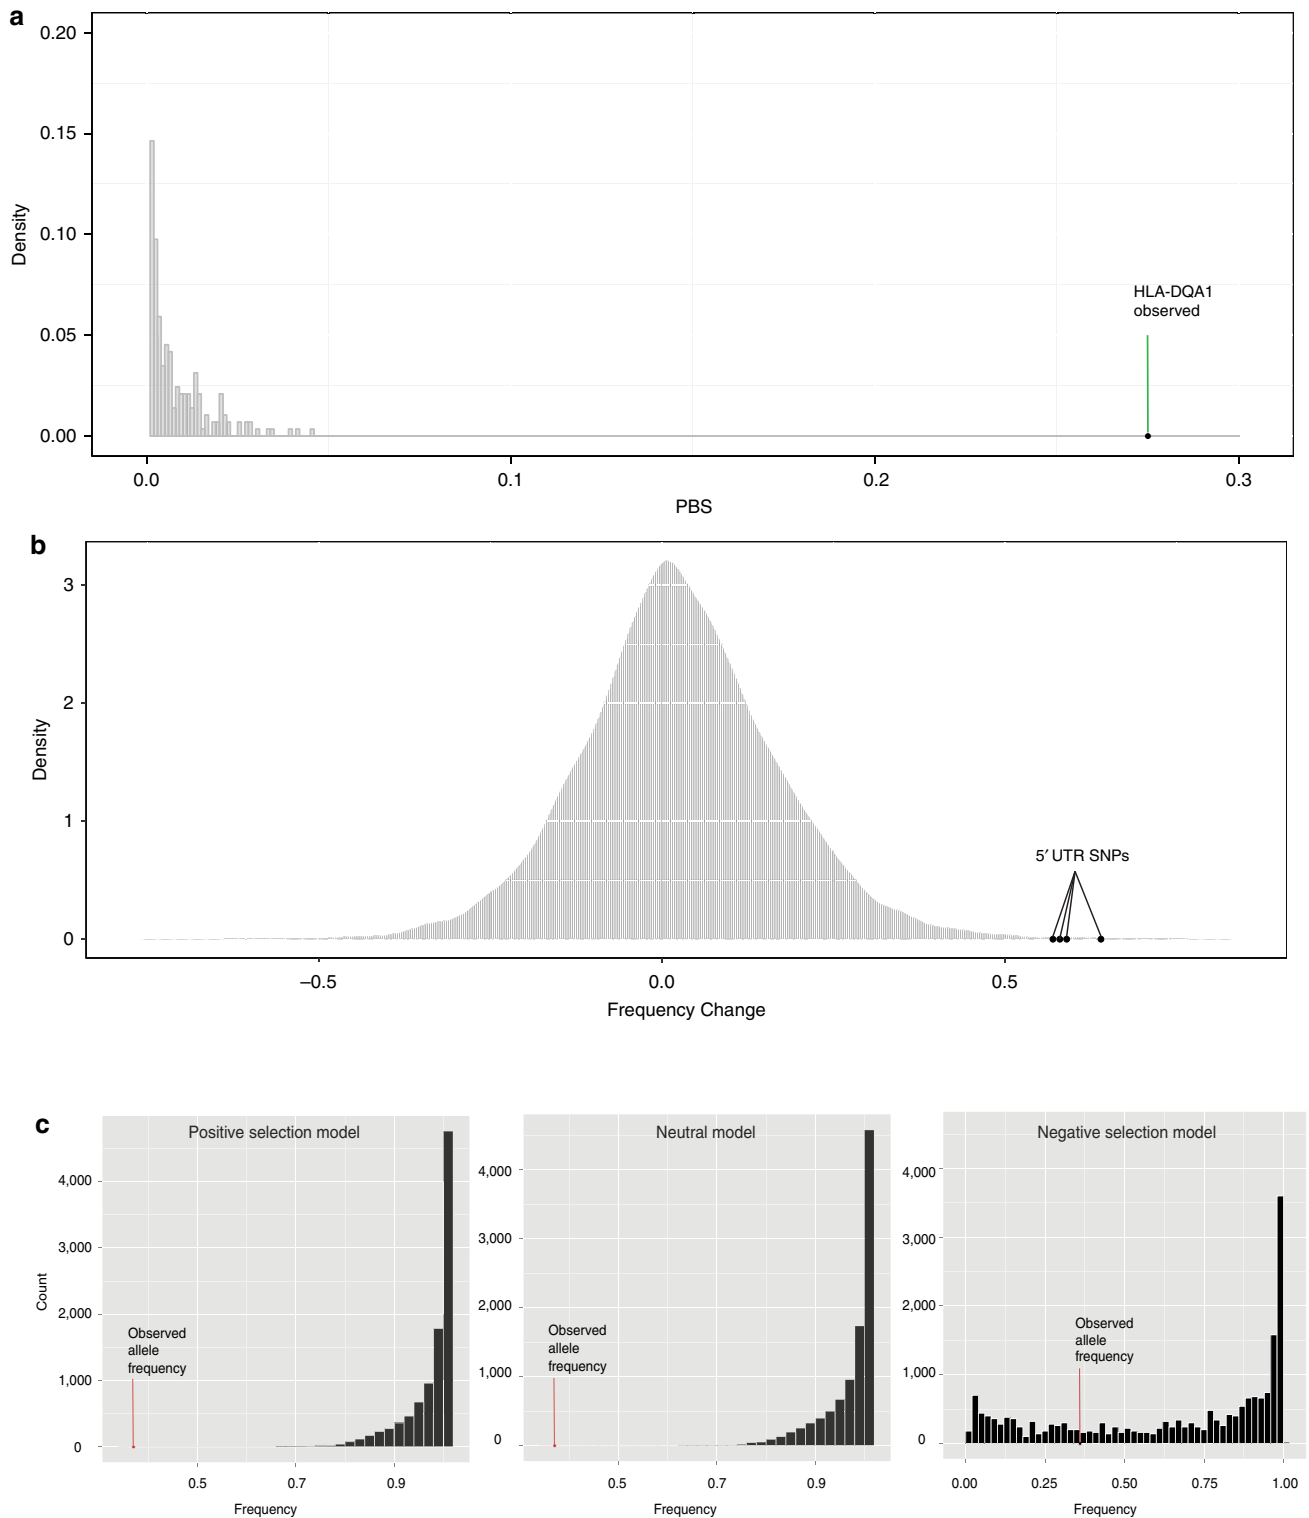 a
0.20
0.15
0.10
0.05
0.00
Density
HLA-DQA1
observed
0.0
0.1
0.2
0.3
PBS
b
3
2
1
0
Density
5′ UTR SNPs
–0.5
0.0
0.5
Frequency Change
c
Positive selection model
4,000
3,000
2,000
1,000
0
Count
Observed
allele
frequency
0.5
0.7
0.9
Frequency
Neutral model
4,000
3,000
2,000
1,000
0
Observed
allele
frequency
0.5
0.7
0.9
Frequency
Negative selection model
4,000
3,000
2,000
1,000
0
Observed
allele
frequency
0.00
0.25
0.50
0.75
1.00
Frequency